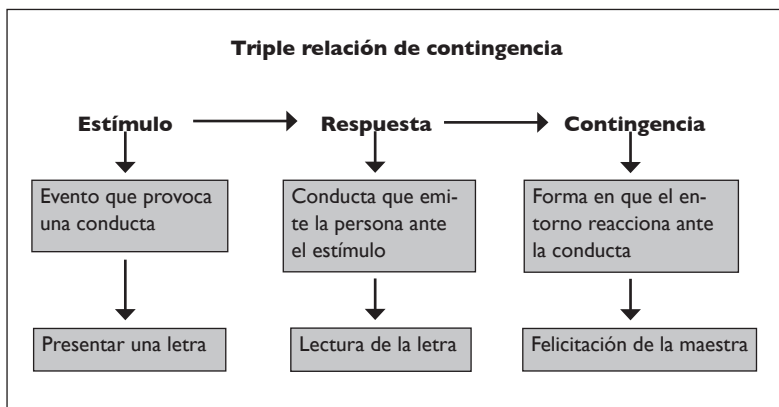 Triple relación de contingencia
Estímulo
Respuesta
Contingencia
Evento que provoca
una conducta
Conducta que emi-
te la persona ante
el estímulo
Forma en que el en-
torno reacciona ante
la conducta
Presentar una letra
Lectura de la letra
Felicitación de la maestra